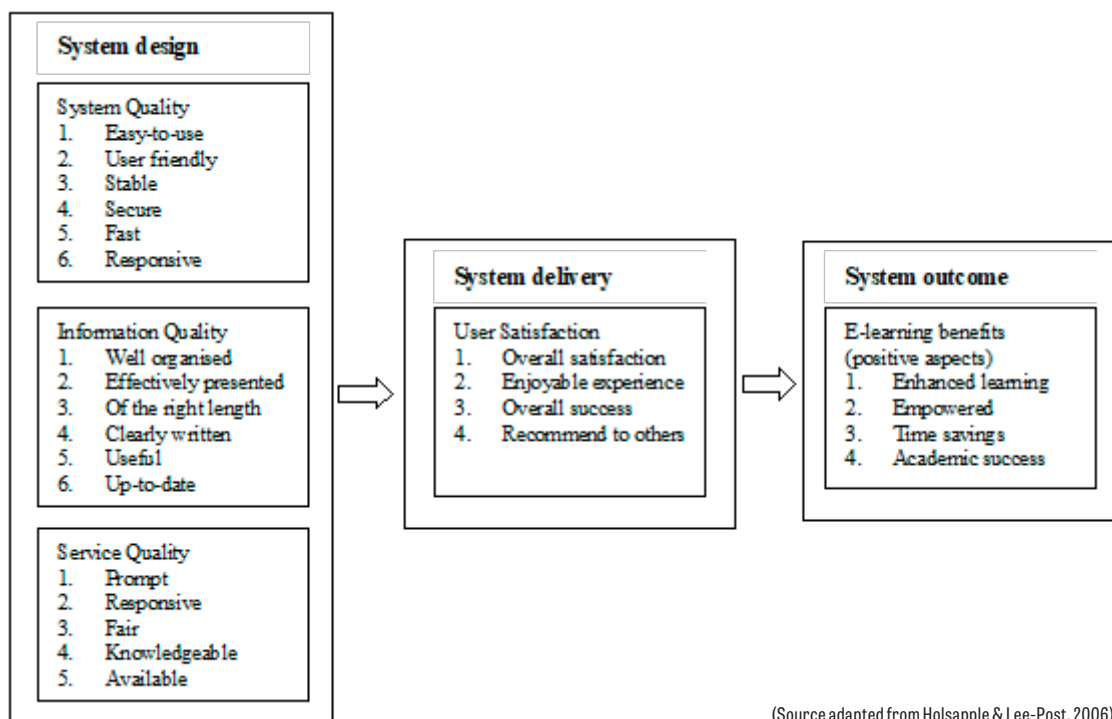 System design
System Quality
1. Easy-to-use
2. User friendly
3. Stable
4. Secure
5. Fast
6. Responsive
Information Quality
1. Well organised
2. Effectively presented
3. Of the right length
4. Clearly written
5. Useful
6. Up-to-date
Service Quality
1. Prompt
2. Responsive
3. Fair
4. Knowledgeable
5. Available
System delivery
User Satisfaction
1. Overall satisfaction
2. Enjoyable experience
3. Overall success
4. Recommend to others
System outcome
E-learning benefits
(positive aspects)
1. Enhanced learning
2. Empowered
3. Time savings
4. Academic success
(Source adapted from Holsapple & Lee-Post, 2006)